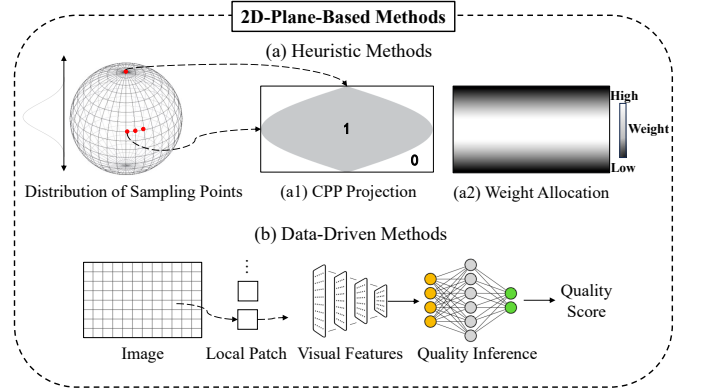 2D-Plane-Based Methods
(a) Heuristic Methods
1
0
High
Weight
Low
Distribution of Sampling Points
(a1) CPP Projection
(a2) Weight Allocation
(b) Data-Driven Methods
Quality
Score
Image
Local Patch
Visual Features
Quality Inference